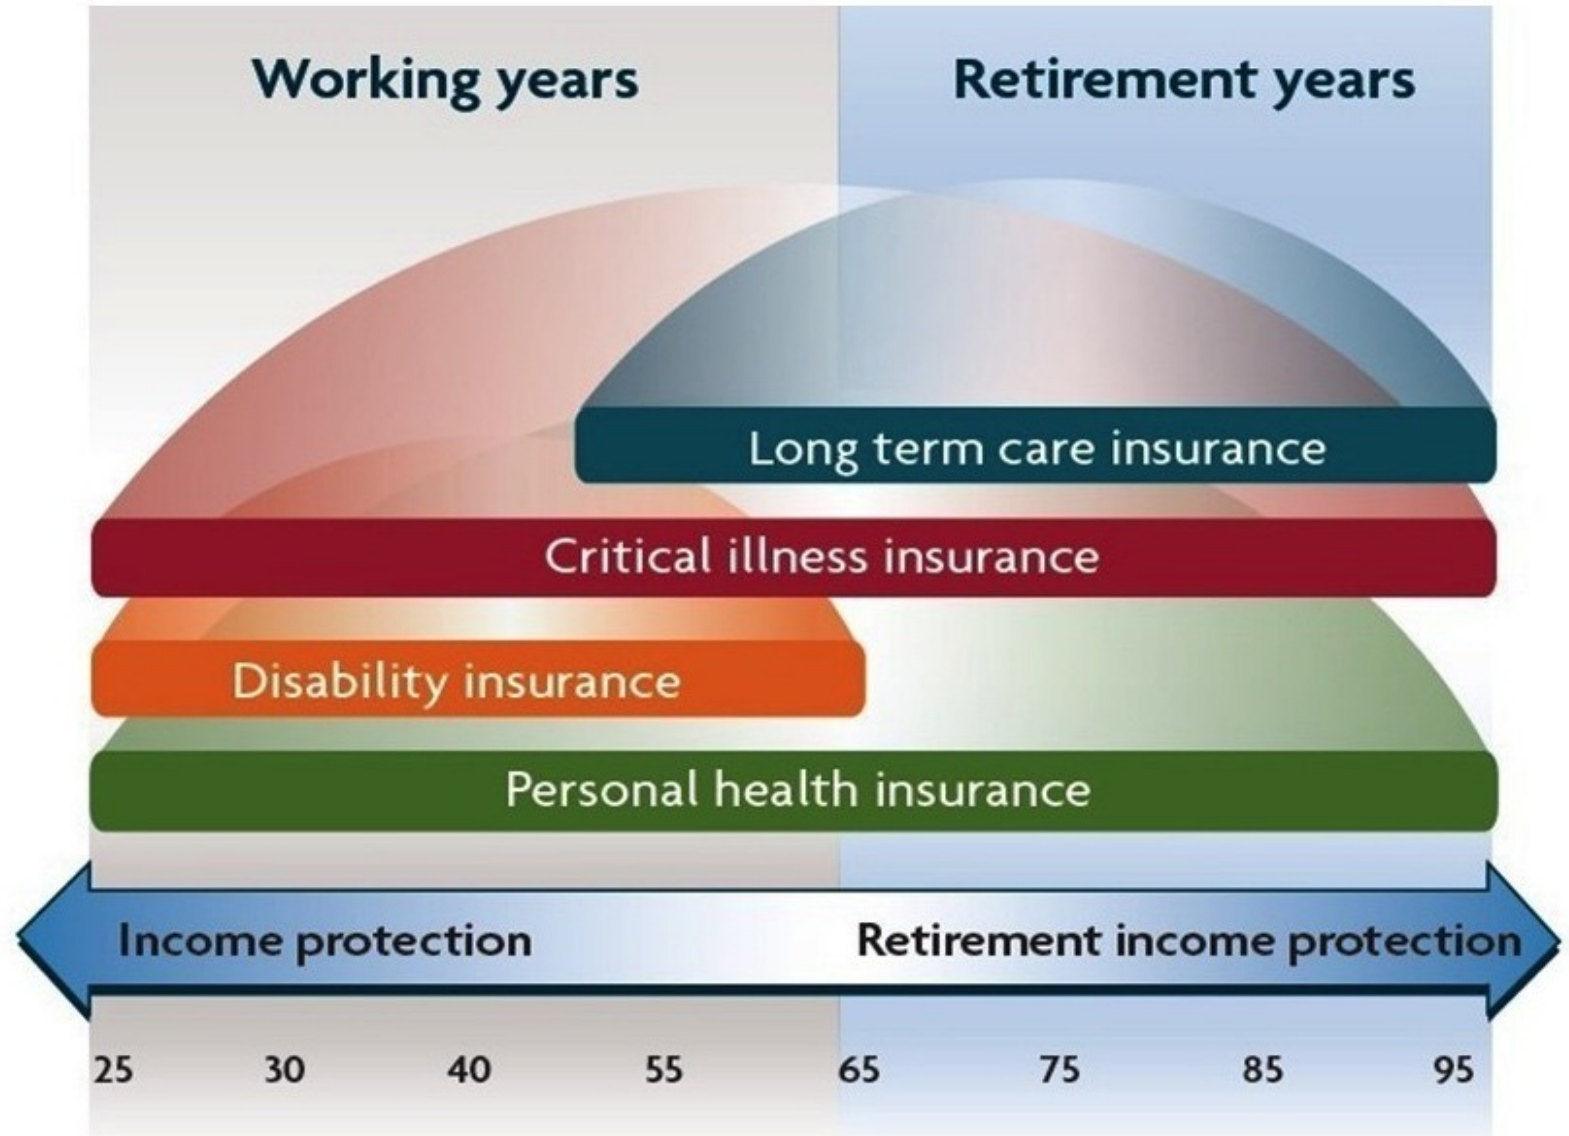 Working years
Retirement years
Long term care insurance
Critical illness insurance
Disability insurance
Personal health insurance
Income protection
Retirement income protection
25 30 40 55 65 75 85 95